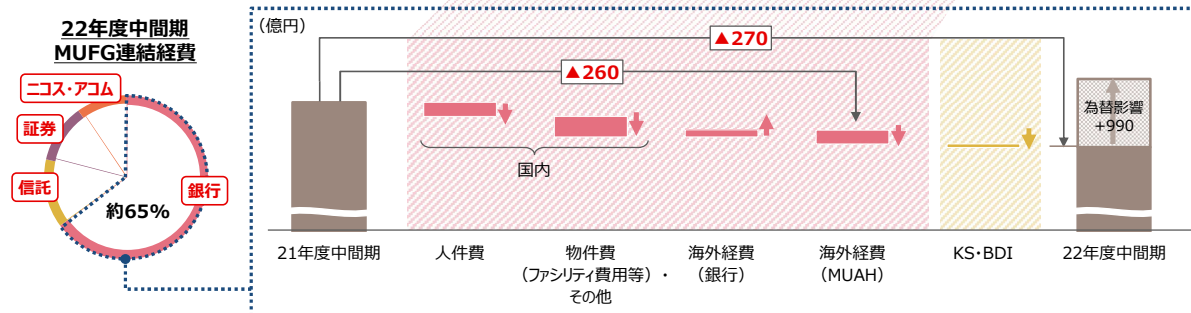 22年度中間期
MUFG連結経費
ニコス・アコム
証券
信託
銀行
約65%
（億円）
▲270
▲260
国内
為替影響
+990
21年度中間期
人件費
物件費
（ファシリティ費用等）・
その他
海外経費
（銀行）
海外経費
（MUAH）
KS・BDI
22年度中間期